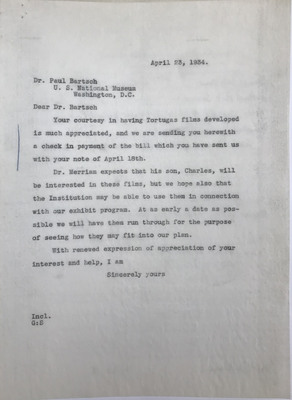 April 23, 1934.
Dr. Paul Bartsch
U. S. National Museum
Washington, D.C.
Dear Dr. Bartsch
Your courtesy in having Tortugas films developed
is much appreciated, and we are sending you herewith
a check in payment of the bill which you have sent us
with your note of April 18th.
Dr. Merriam expects that his son, Charles, will
be interested in these films, but we hope also that
the Institution may be able to use them in connection
with our exhibit program. At as early a date as pos-
sible we will have them run through for the purpose
of seeing how they may fit into our plan.
With renewed expression of appreciation of your
interest and help, I am
Sincerely yours
Incl.
G:S